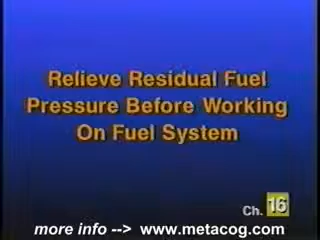 Relieve Residual Fuel
Pressure Before Working
On Fuel System
Ch. 16
more info --> www.metacog.com